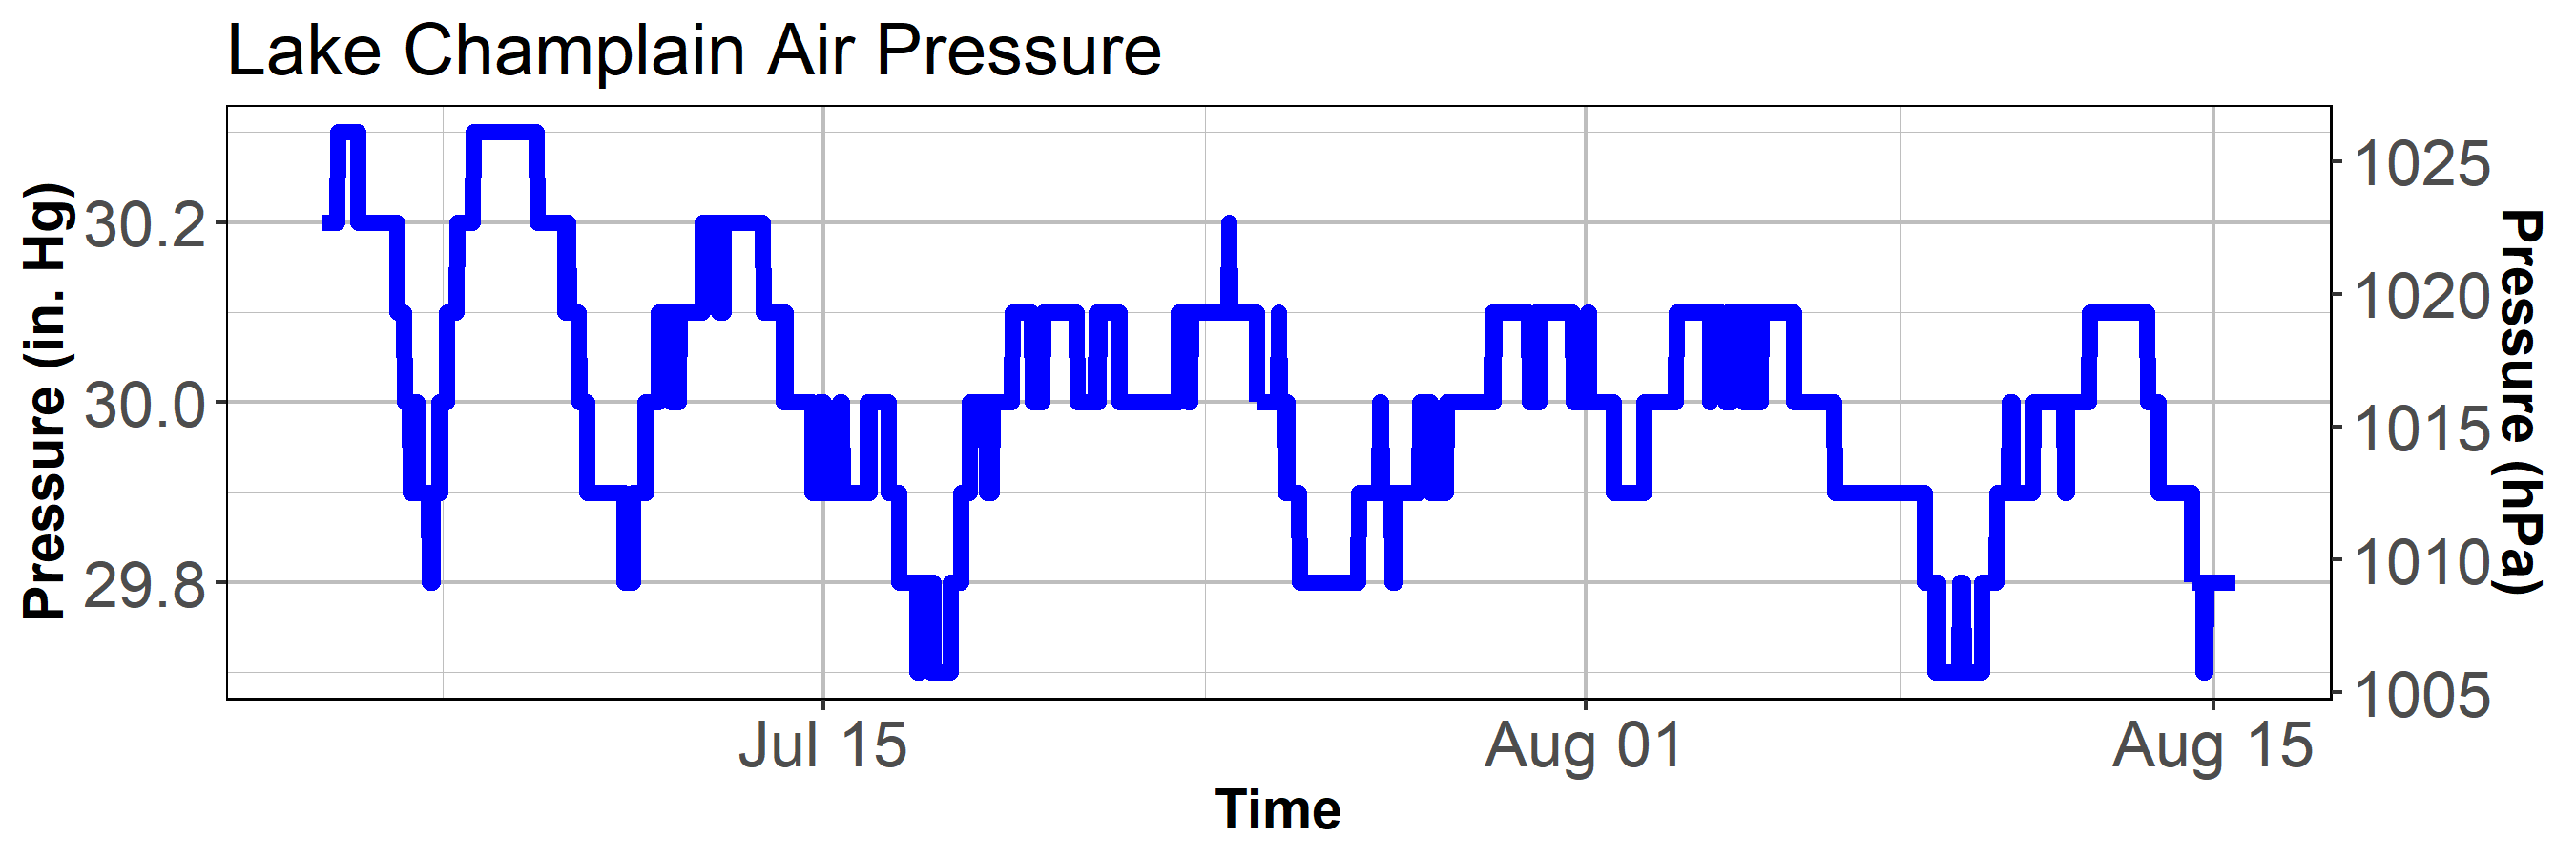 Lake Champlain Air Pressure
Pressure (in. Hg)
30.2
30.0
29.8
1025
1020
1015
1010
1005
Pressure (hPa)
Jul 15
Aug 01
Aug 15
Time